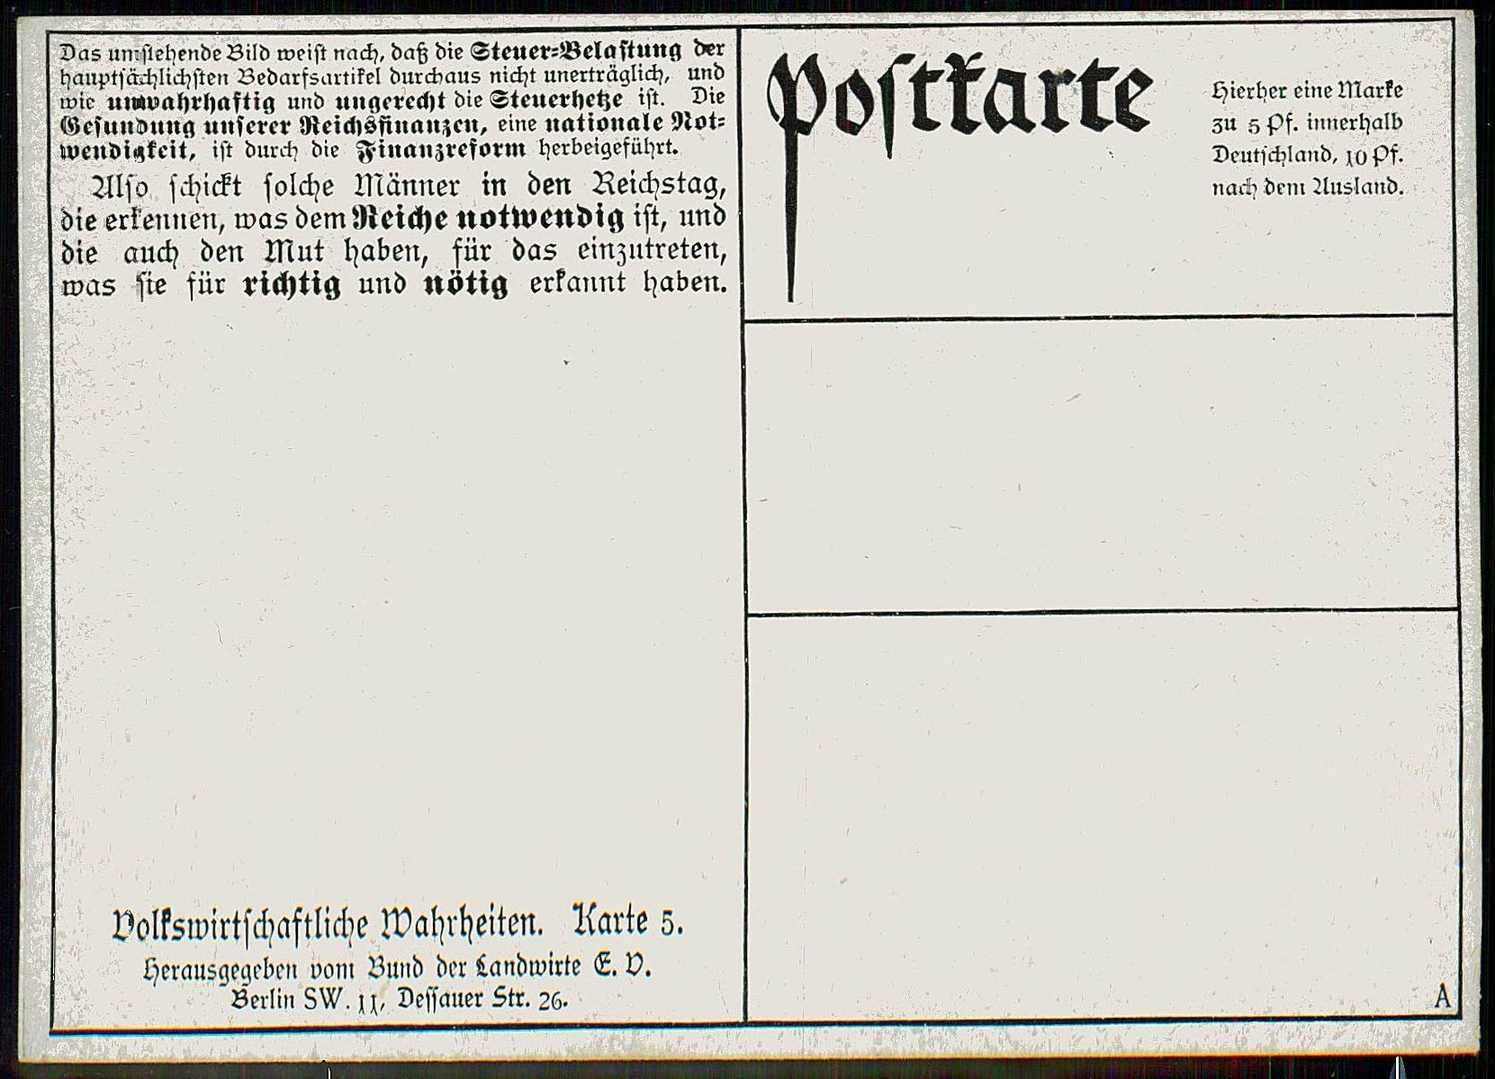 Das umstehende Bild weist nach, daß die Steuer=Belastung der
hauptsächlichsten Bedarfsartikel durchaus nicht unerträglich, und
wie unwahrhaftig und ungerecht die Steuerhetze ist. Die
Gesundung unserer Reichsfinanzen, eine nationale Not=
wendigkeit, ist durch die Finanzreform herbeigeführt.
Also schickt solche Männer in den Reichstag,
die erkennen, was dem Reiche notwendig ist, und
die auch den Mut haben, für das einzutreten,
was sie für richtig und nötig erkannt haben.
Volkswirtschaftliche Wahrheiten. Karte 5.
Herausgegeben vom Bund der Landwirte E. V.
Berlin SW. 11, Dessauer Str. 26.
Postkarte
Hierher eine Marke
zu 5 Pf. innerhalb
Deutschland, 10 Pf.
nach dem Ausland.
A